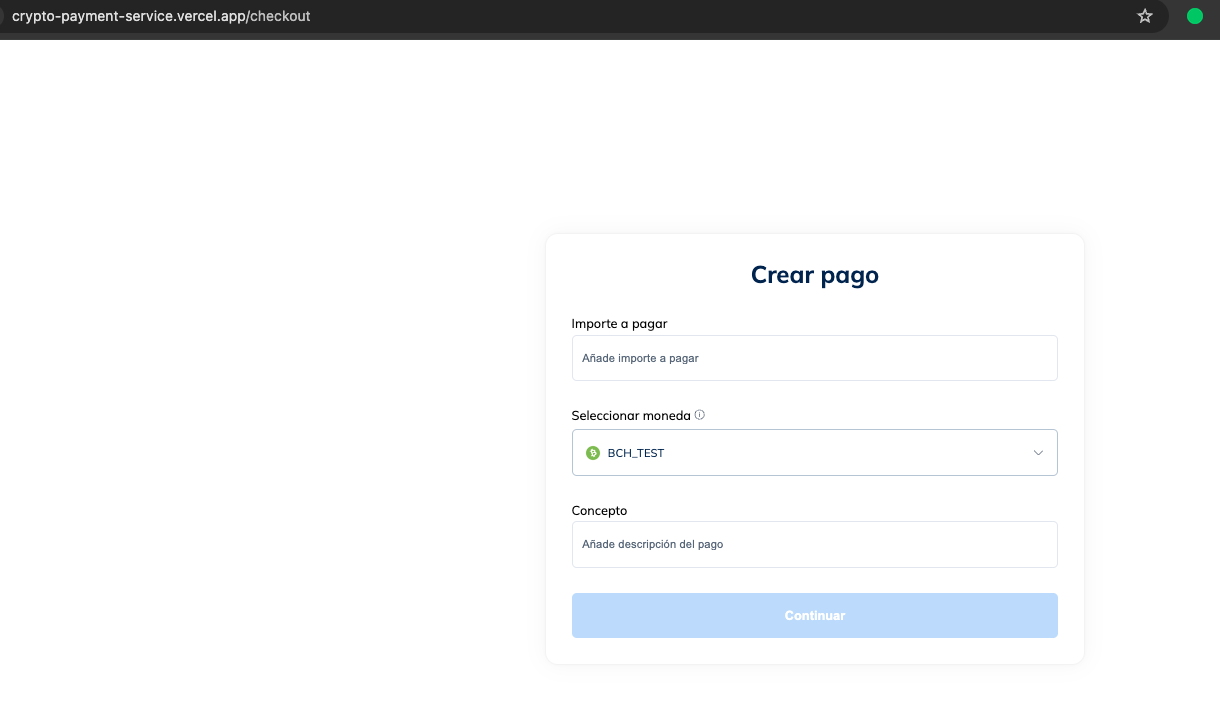 crypto-payment-service.vercel.app/checkout
Crear pago
Importe a pagar
Añade importe a pagar
Seleccionar moneda
BCH_TEST
Concepto
Añade descripción del pago
Continuar